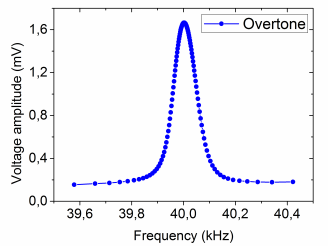 Overtone
Voltage amplitude (mV)
1,6
1,2
0,8
0,4
0,0
39,6 39,8 40,0 40,2 40,4
Frequency (kHz)